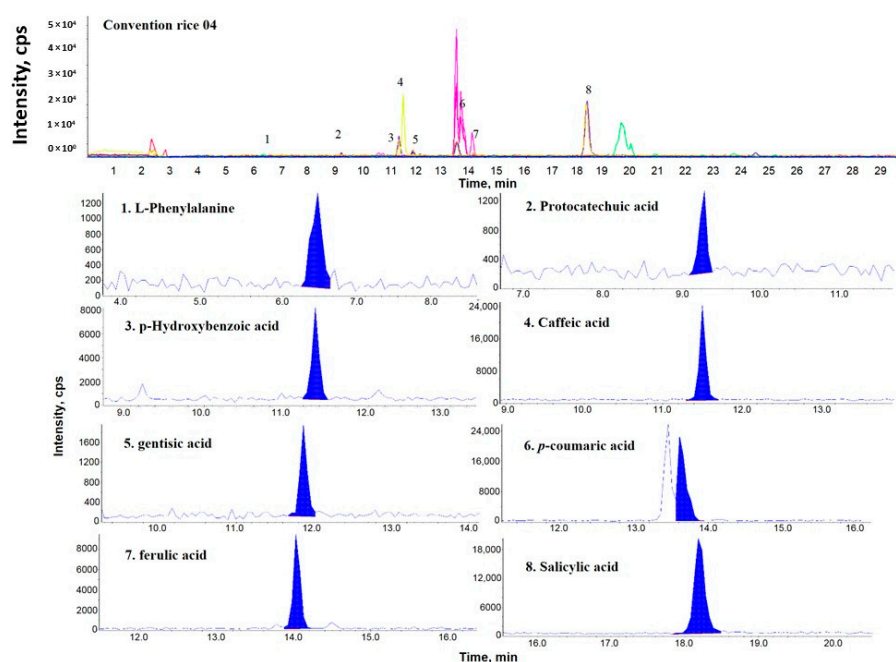 Convention rice 04
Intensity, cps
5×10⁴
4×10⁴
3×10⁴
2×10⁴
1×10⁴
0×10⁰
1 2 3 4 5 6 7 8
1 2 3 4 5 6 7 8 9 10 11 12 13 14 15 16 17 18 19 20 21 22 23 24 25 26 27 28 29
Time, min
1. L-Phenylalanine
1200
1000
800
600
400
200
0
4.0 5.0 6.0 7.0 8.0
2. Protocatechuic acid
1200
800
400
0
7.0 8.0 9.0 10.0 11.0
3. p-Hydroxybenzoic acid
8000
6000
4000
2000
0
9.0 10.0 11.0 12.0 13.0
4. Caffeic acid
24,000
16,000
8000
0
9.0 10.0 11.0 12.0 13.0
Intensity, cps
5. gentisic acid
1600
1200
800
400
0
10.0 11.0 12.0 13.0 14.0
6. p-coumaric acid
24,000
16,000
8000
0
12.0 13.0 14.0 15.0 16.0
7. ferulic acid
8000
6000
4000
2000
0
12.0 13.0 14.0 15.0 16.0
Time, min
8. Salicylic acid
18,000
12,000
6000
0
16.0 17.0 18.0 19.0 20.0
Time, min